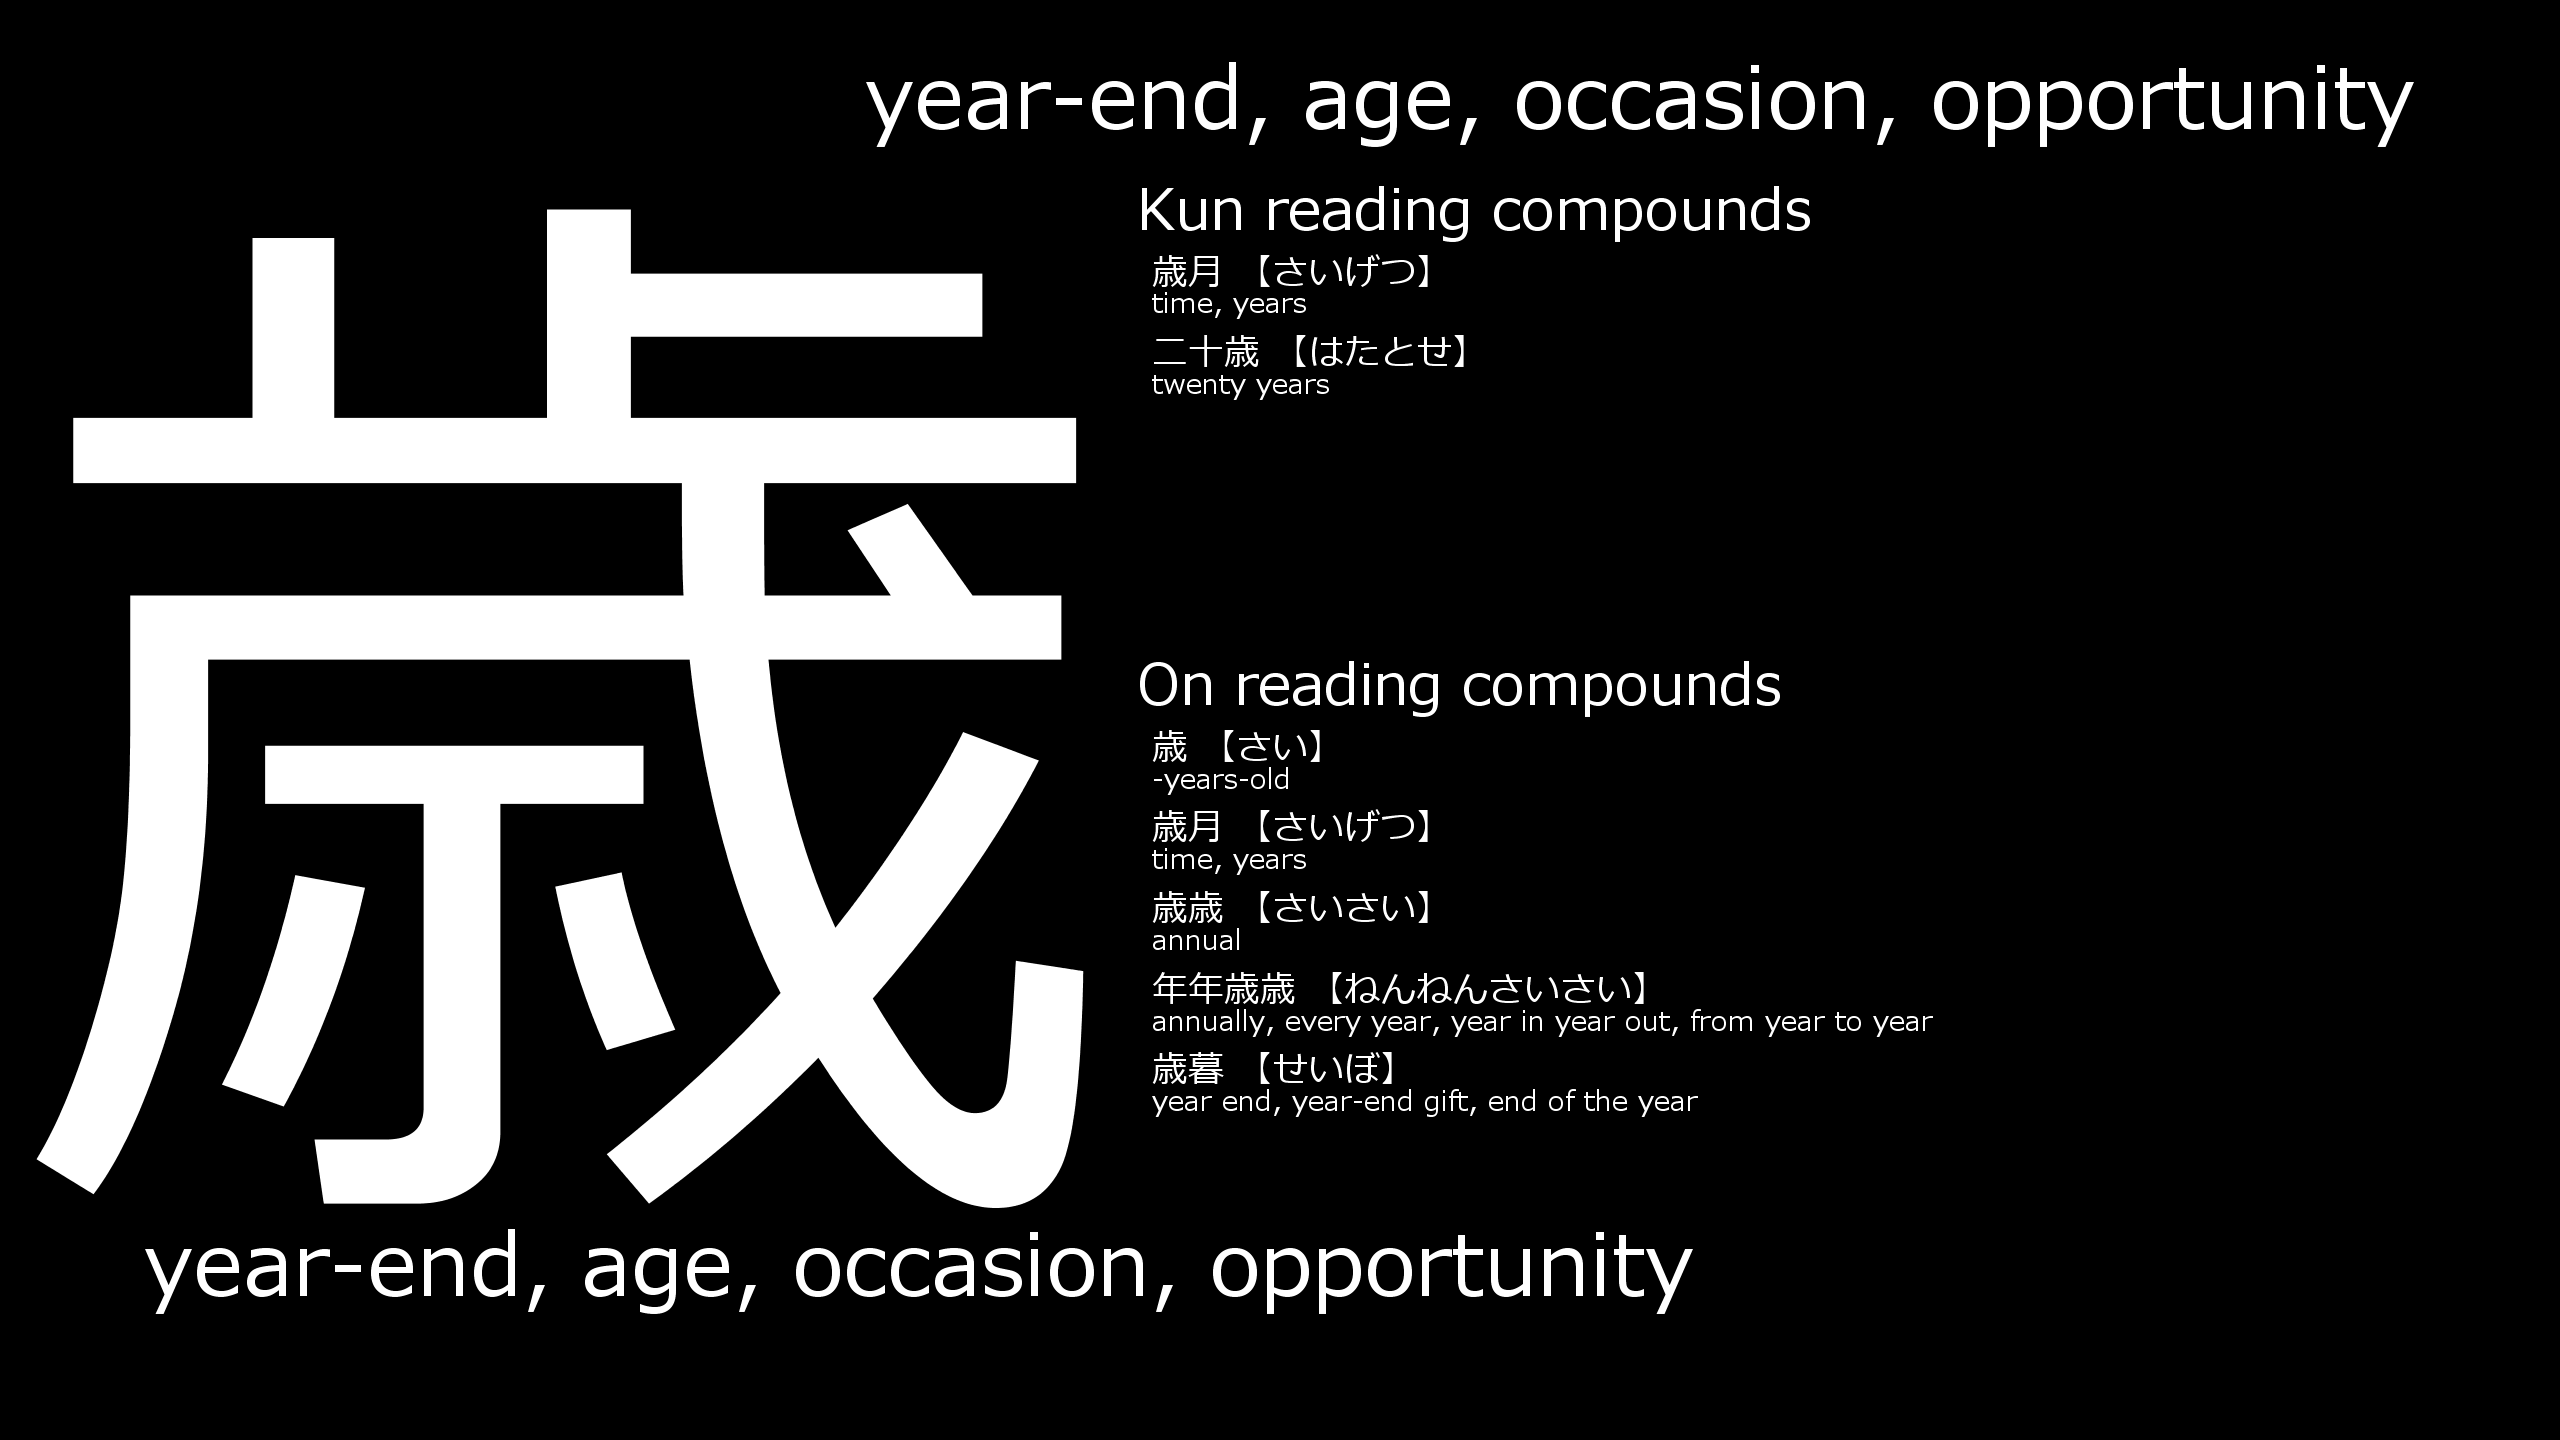 year-end, age, occasion, opportunity
歳
Kun reading compounds
歳月 【さいげつ】
time, years
二十歳 【はたとせ】
twenty years
On reading compounds
歳 【さい】
-years-old
歳月 【さいげつ】
time, years
歳歳 【さいさい】
annual
年年歳歳 【ねんねんさいさい】
annually, every year, year in year out, from year to year
歳暮 【せいぼ】
year end, year-end gift, end of the year
year-end, age, occasion, opportunity